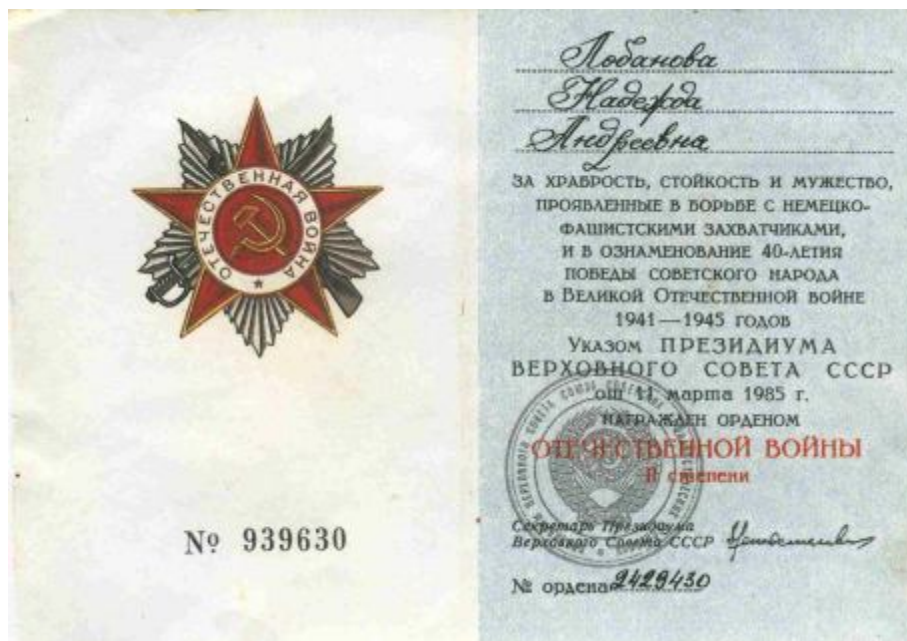 ОТЕЧЕСТВЕННАЯ ВОЙНА
№ 939630
Лобанова
Надежда
Андреевна
ЗА ХРАБРОСТЬ, СТОЙКОСТЬ И МУЖЕСТВО,
ПРОЯВЛЕННЫЕ В БОРЬБЕ С НЕМЕЦКО-
ФАШИСТСКИМИ ЗАХВАТЧИКАМИ,
И В ОЗНАМЕНОВАНИЕ 40-ЛЕТИЯ
ПОБЕДЫ СОВЕТСКОГО НАРОДА
В ВЕЛИКОЙ ОТЕЧЕСТВЕННОЙ ВОЙНЕ
1941—1945 ГОДОВ
УКАЗОМ ПРЕЗИДИУМА
ВЕРХОВНОГО СОВЕТА СССР
от 11 марта 1985 г.
НАГРАЖДЕН ОРДЕНОМ
ОТЕЧЕСТВЕННОЙ ВОЙНЫ
II степени
Секретарь Президиума
Верховного Совета СССР
№ ордена 2429430